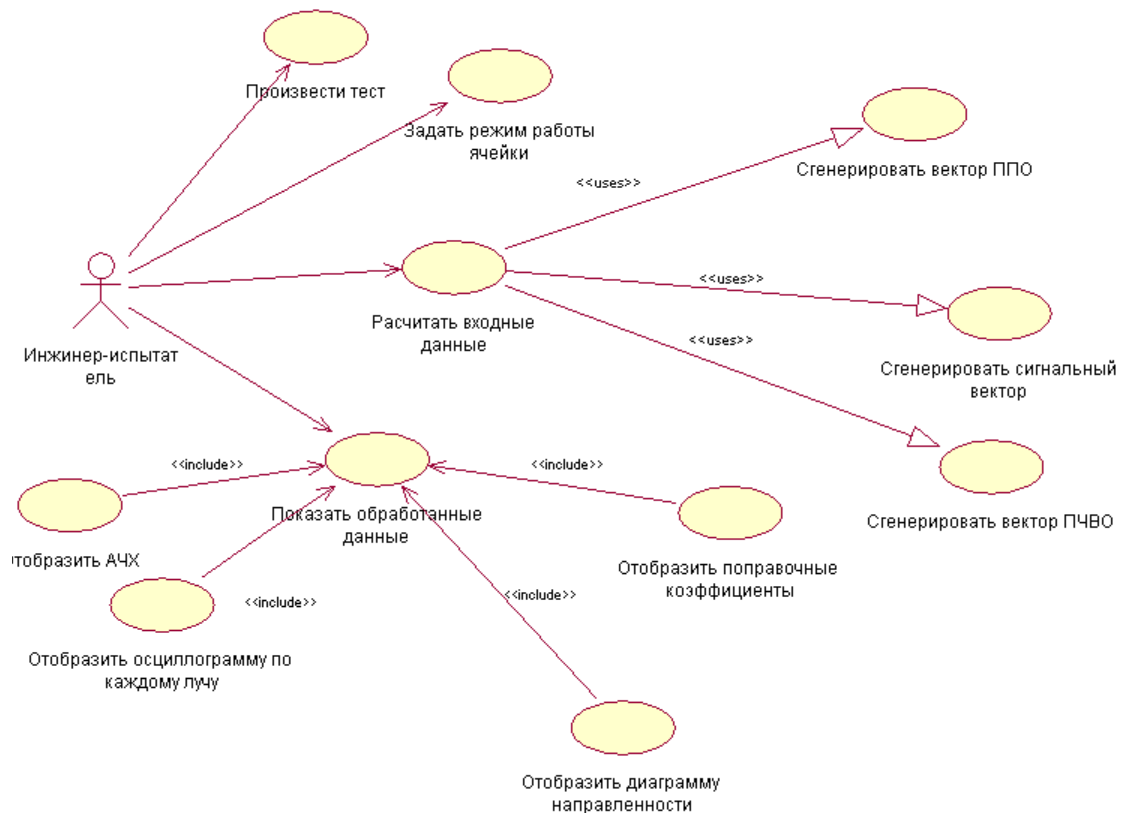 Произвести тест
Задать режим работы
ячейки
Сгенерировать вектор ППО
<<uses>>
<<uses>>
Расчитать входные
данные
<<uses>>
Инжинер-испытат
ель
Сгенерировать сигнальный
вектор
<<include>>
<<include>>
Показать обработанные
данные
Сгенерировать вектор ПЧВО
тобразить АЧХ
Отобразить поправочные
коэффициенты
<<include>>
<<include>>
Отобразить осциллограмму по
каждому лучу
Отобразить диаграмму
направленности